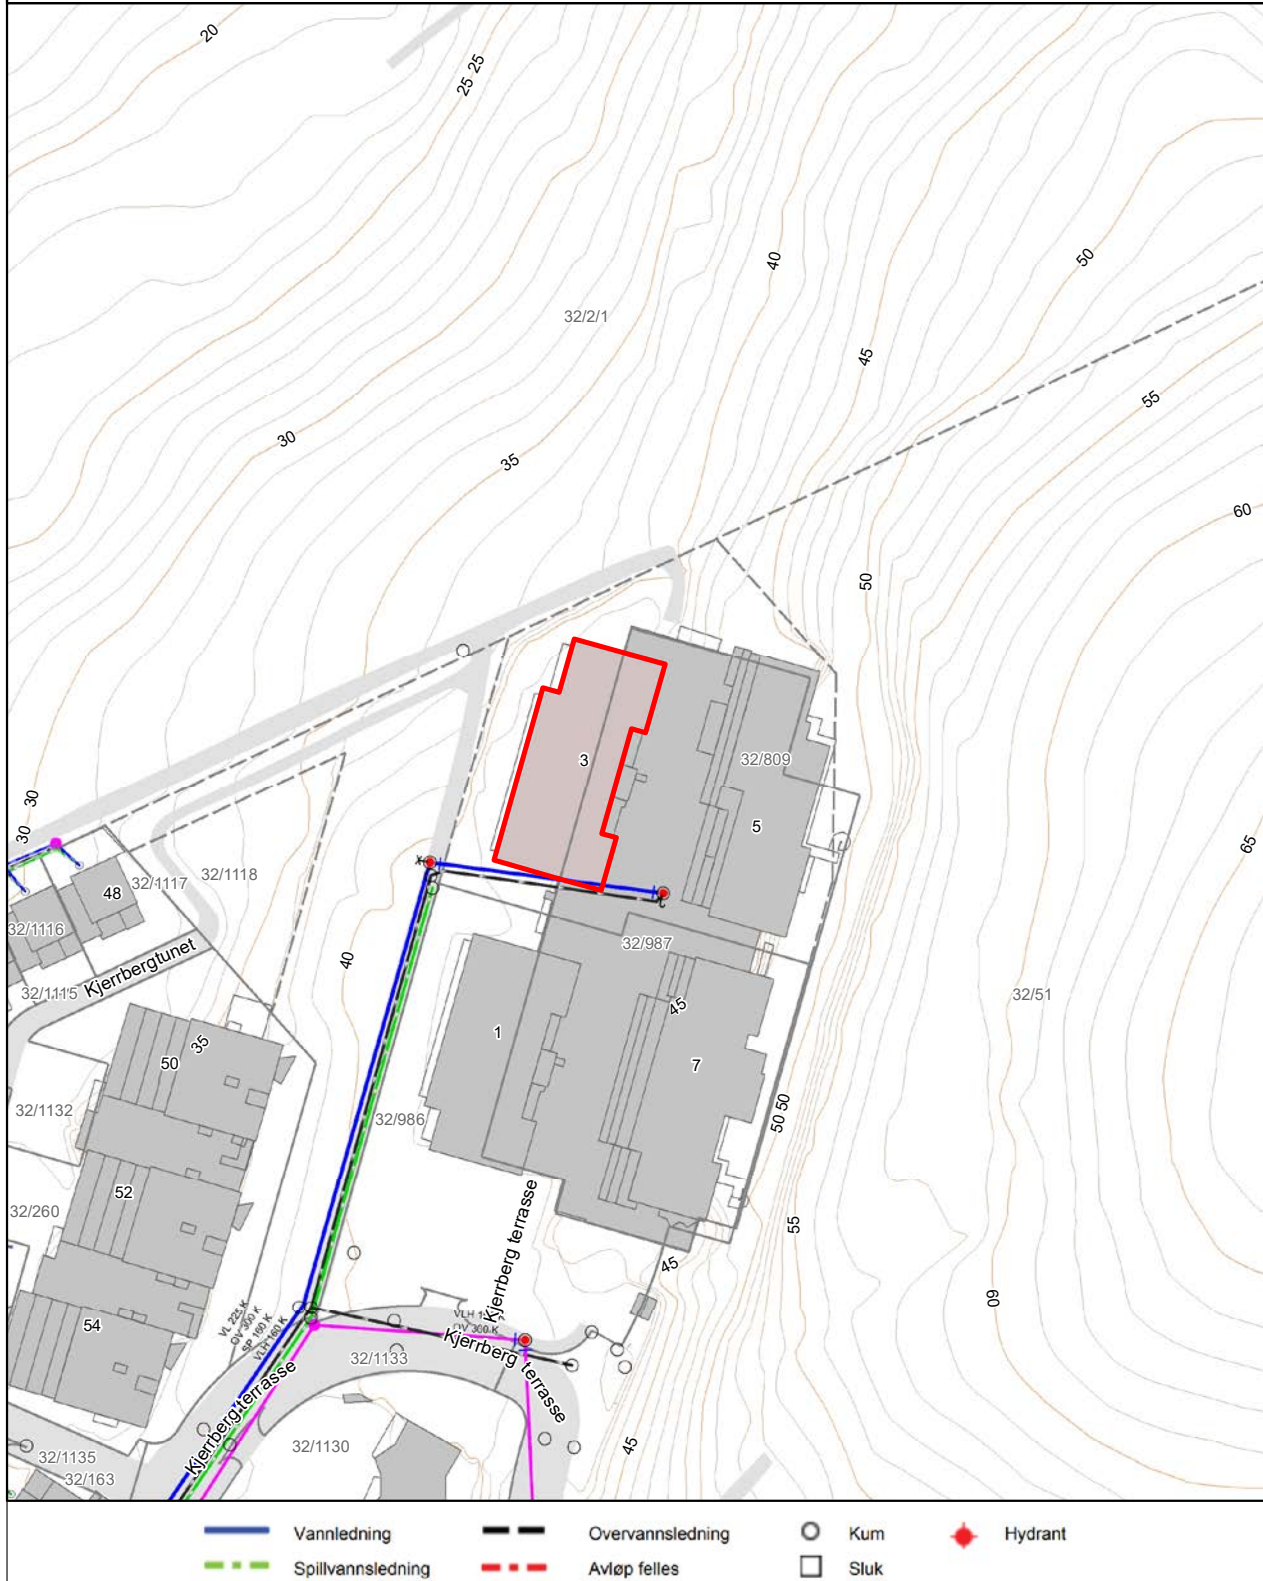 20
25 25
40
50
32/2/1
45
55
30
35
60
50
3
32/809
30
30
5
65
48
32/1117
32/1118
32/1116
Kjerrbergtunet
32/987
40
32/1115
32/51
45
35
1
50
7
32/1132
32/986
50 50
52
32/260
Kjerrberg terrasse
55
45
60
VL 225 K
OV 300 K
SP 160 K
VLH 160 K
54
OV 300 K
Kjerrberg terrasse
32/1133
Kjerrberg terrasse
32/1130
45
32/1135
32/163
Vannledning
Overvannsledning
Kum
Hydrant
Spillvannsledning
Avløp felles
Sluk